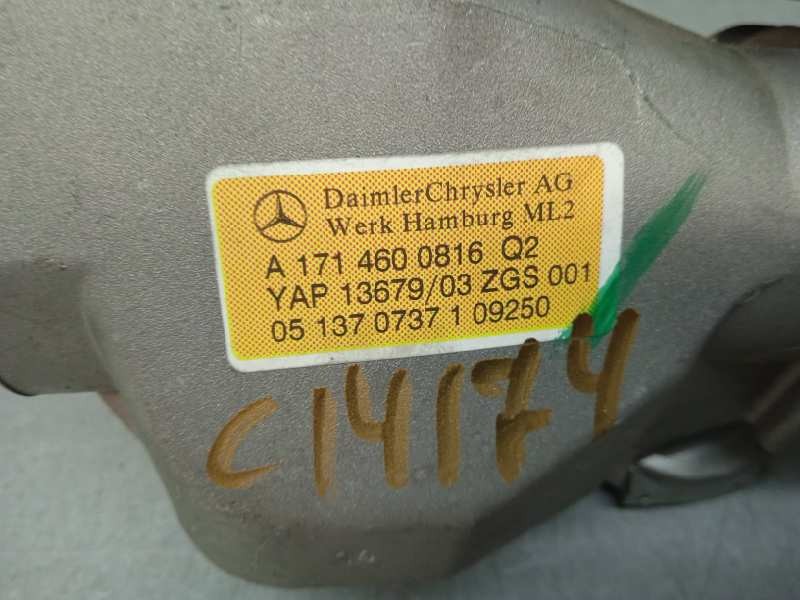 DaimlerChrysler AG
Werk Hamburg ML2
A 171 460 0816 Q2
YAP 13679/03 ZGS 001
05 137 0737 1 09250
C14174